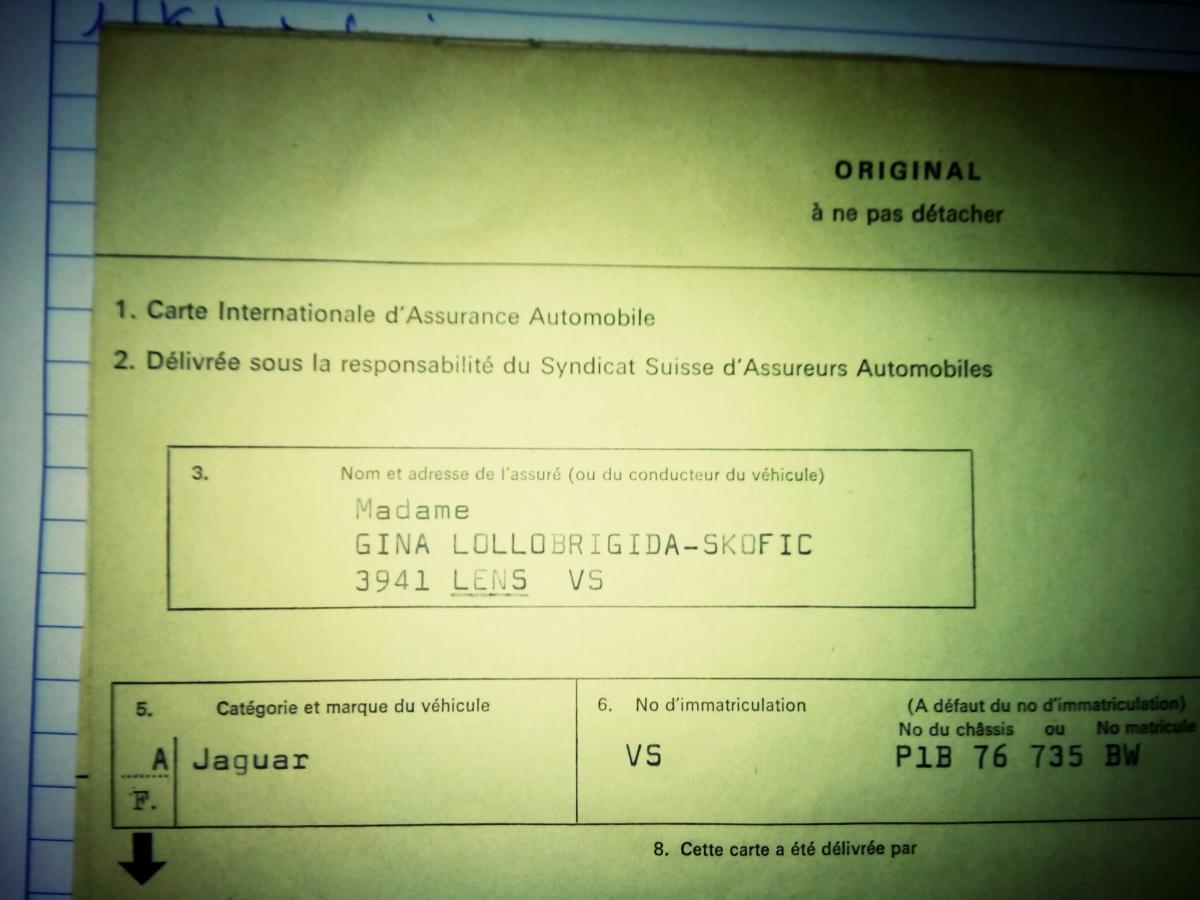 ORIGINAL
à ne pas détacher
1. Carte Internationale d'Assurance Automobile
2. Délivrée sous la responsabilité du Syndicat Suisse d'Assureurs Automobiles
3. Nom et adresse de l'assuré (ou du conducteur du véhicule)
Madame
GINA LOLLOBRIGIDA-SKOFIC
3941 LENS VS
5. Catégorie et marque du véhicule
A Jaguar
F.
6. No d'immatriculation (A défaut du no d'immatriculation)
No du châssis ou No matricule
VS P1B 76 735 BW
8. Cette carte a été délivrée par